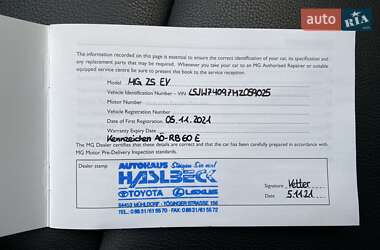 auto RIA
The information recorded on this page is essential to ensure the correct identification of your car, its specification and
any replacement parts that may be required. Whenever you take your car to an MG Authorised Repairer or suitably
equipped service centre be sure to present this book to the service reception.
Model MG ZS EV
Vehicle Identification Number - VIN
Motor Number
Vehicle Registration Number
Date of First Registration 05.11.2021
Warranty Expiry Date
Kennzeichen AÖ-RB 60 E
The MG Dealer certifies that these details are correct and that the car has been carefully prepared in accordance with
MG Motor Pre-Delivery Inspection standards.
Dealer stamp
AUTOHAUS Steigen Sie ein!
HASLBECK
TOYOTA LEXUS
84453 MÜHLDORF · TÖGINGER STRASSE 156
TEL.: 0 86 31/61 55 70 · FAX: 0 86 31/61 55 72
Signature Vetter
Date 5.11.21